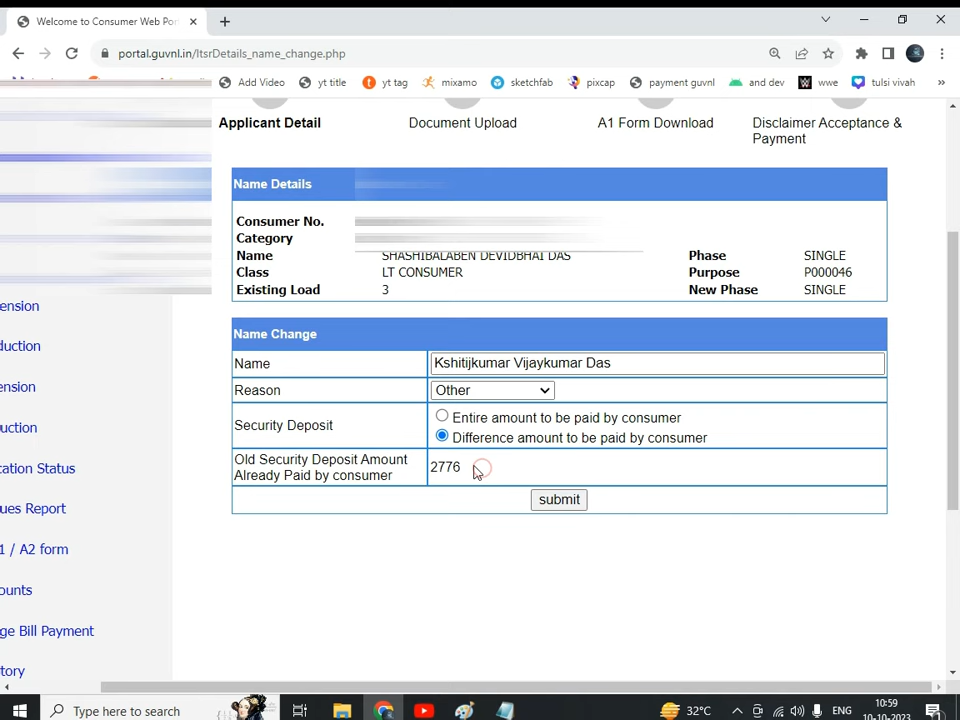 Welcome to Consumer Web Por
portal.guvnl.in/ltsrDetails_name_change.php
Add Video yt title yt tag mixamo sketchfab pixcap payment guvnl and dev wwe tulsi vivah »
Applicant Detail Document Upload A1 Form Download Disclaimer Acceptance &
Payment
Name Details
Consumer No.
Category
Name SHASHIBALABEN DEVIDBHAI DAS Phase SINGLE
Class LT CONSUMER Purpose P000046
Existing Load 3 New Phase SINGLE
ension
duction
ension
uction
cation Status
ues Report
1 / A2 form
ounts
ge Bill Payment
tory
Name Change
Name Kshitijkumar Vijaykumar Das
Reason Other
Security Deposit Entire amount to be paid by consumer
Difference amount to be paid by consumer
Old Security Deposit Amount
Already Paid by consumer 2776
submit
Type here to search 32°C ENG 10:59
10-10-2023